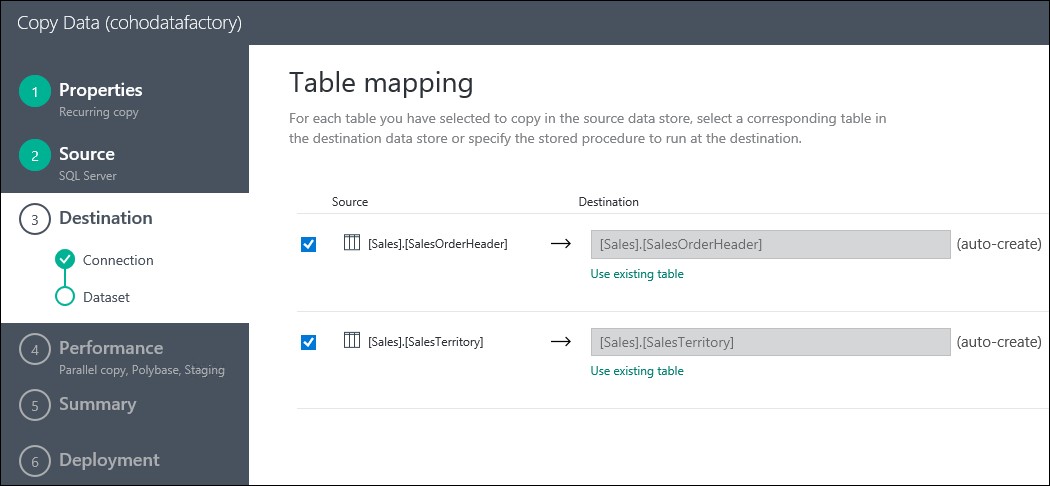 Copy Data (cohodatafactory)
1
Properties
Recurring copy
2
Source
SQL Server
3
Destination
Connection
Dataset
4
Performance
Parallel copy, Polybase, Staging
5
Summary
6
Deployment
Table mapping
For each table you have selected to copy in the source data store, select a corresponding table in
the destination data store or specify the stored procedure to run at the destination.
Source Destination
[Sales].[SalesOrderHeader] [Sales].[SalesOrderHeader] (auto-create)
Use existing table
[Sales].[SalesTerritory] [Sales].[SalesTerritory] (auto-create)
Use existing table